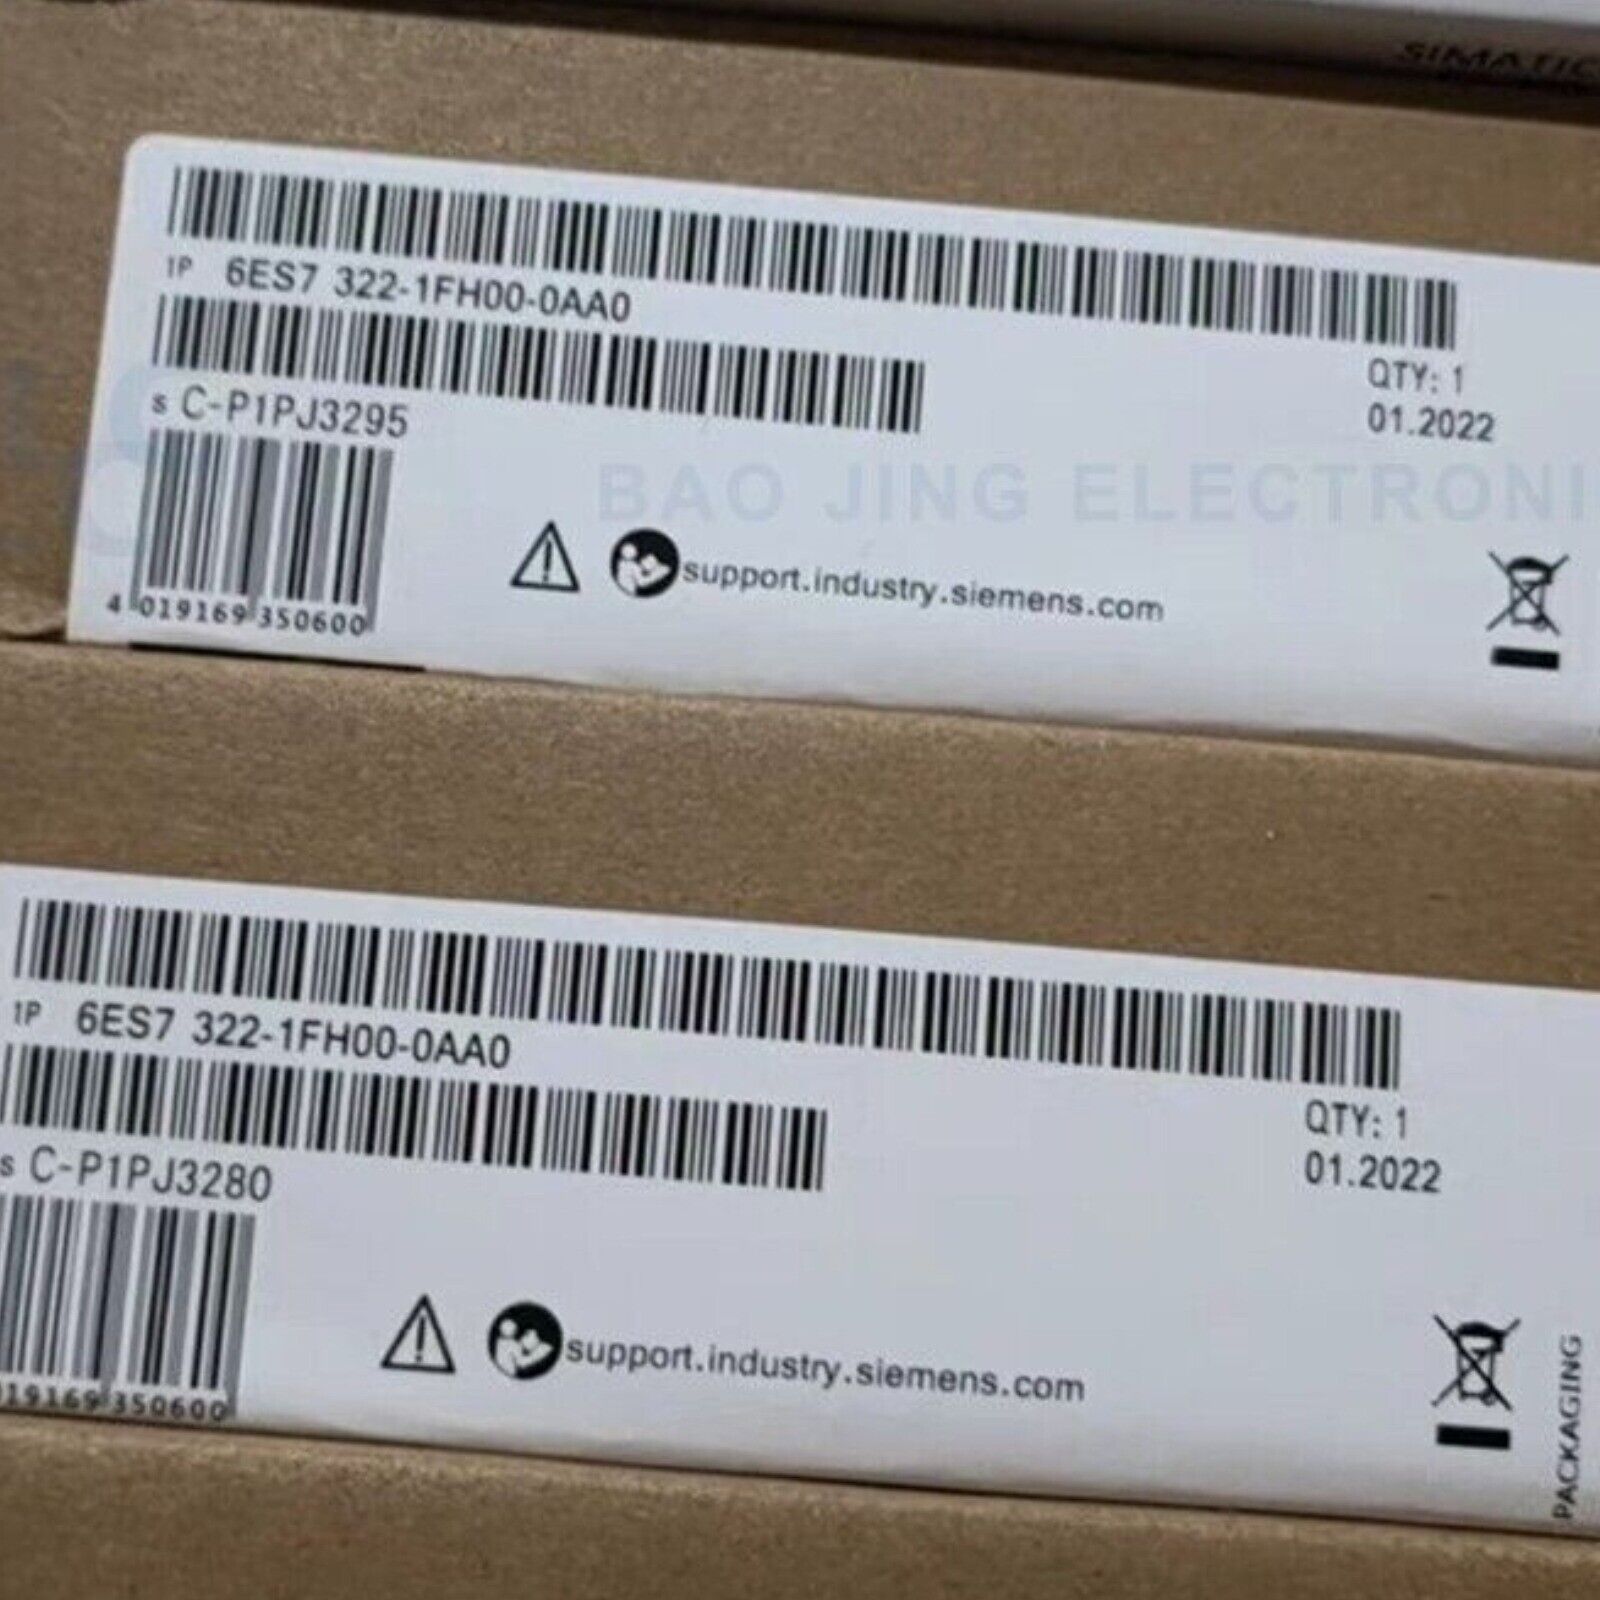 SIMATIC
1P 6ES7 322-1FH00-0AA0
QTY: 1
s C-P1PJ3295
01.2022
BAO JING ELECTRONI
support.industry.siemens.com
4 019169 350600
1P 6ES7 322-1FH00-0AA0
QTY: 1
s C-P1PJ3280
01.2022
support.industry.siemens.com
19169 350600
PACKAGING